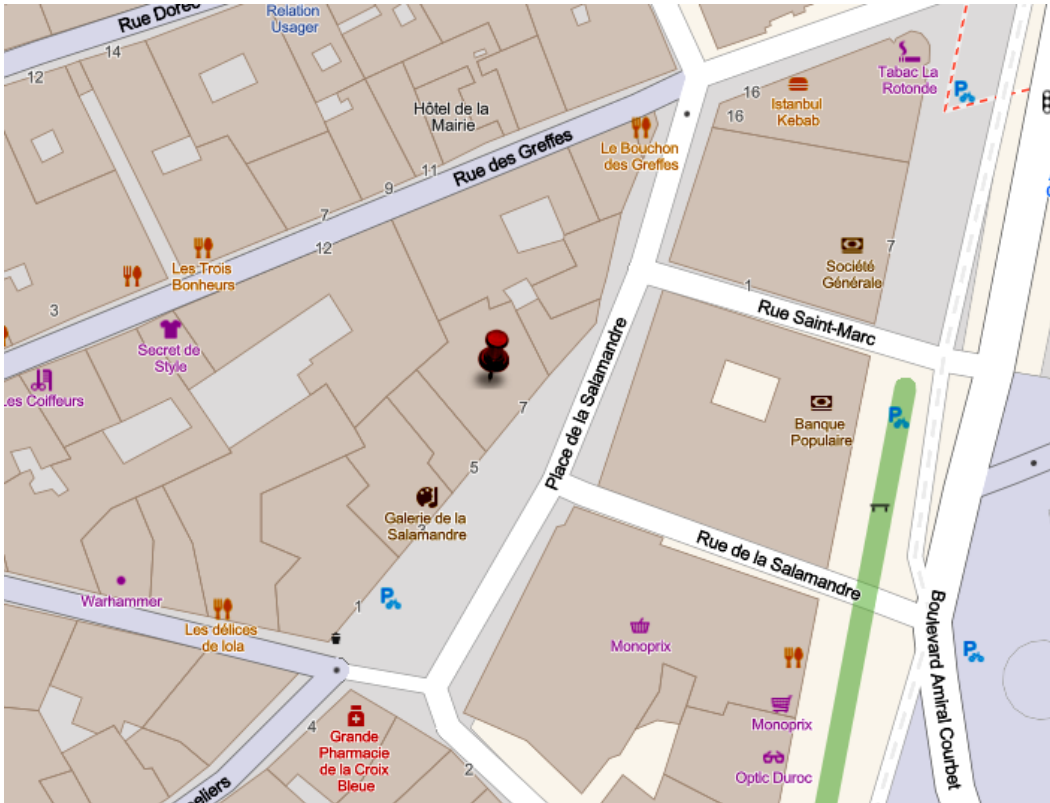 Relation
Usager
Rue Doree
14
12
Tabac La
Rotonde
16
Istanbul
Kebab
16
Hôtel de la
Mairie
Le Bouchon
des Greffes
Rue des Greffes
11
9
7
12
Les Trois
Bonheurs
3
Société
Générale
7
1
Rue Saint-Marc
Secret de
Style
Les Coiffeurs
Place de la Salamandre
7
5
Banque
Populaire
Galerie de la
Salamandre
3
Rue de la Salamandre
Warhammer
1
Les délices
de lola
Monoprix
Boulevard Amiral Courbet
4
Grande
Pharmacie
de la Croix
Bleue
2
Monoprix
Optic Duroc